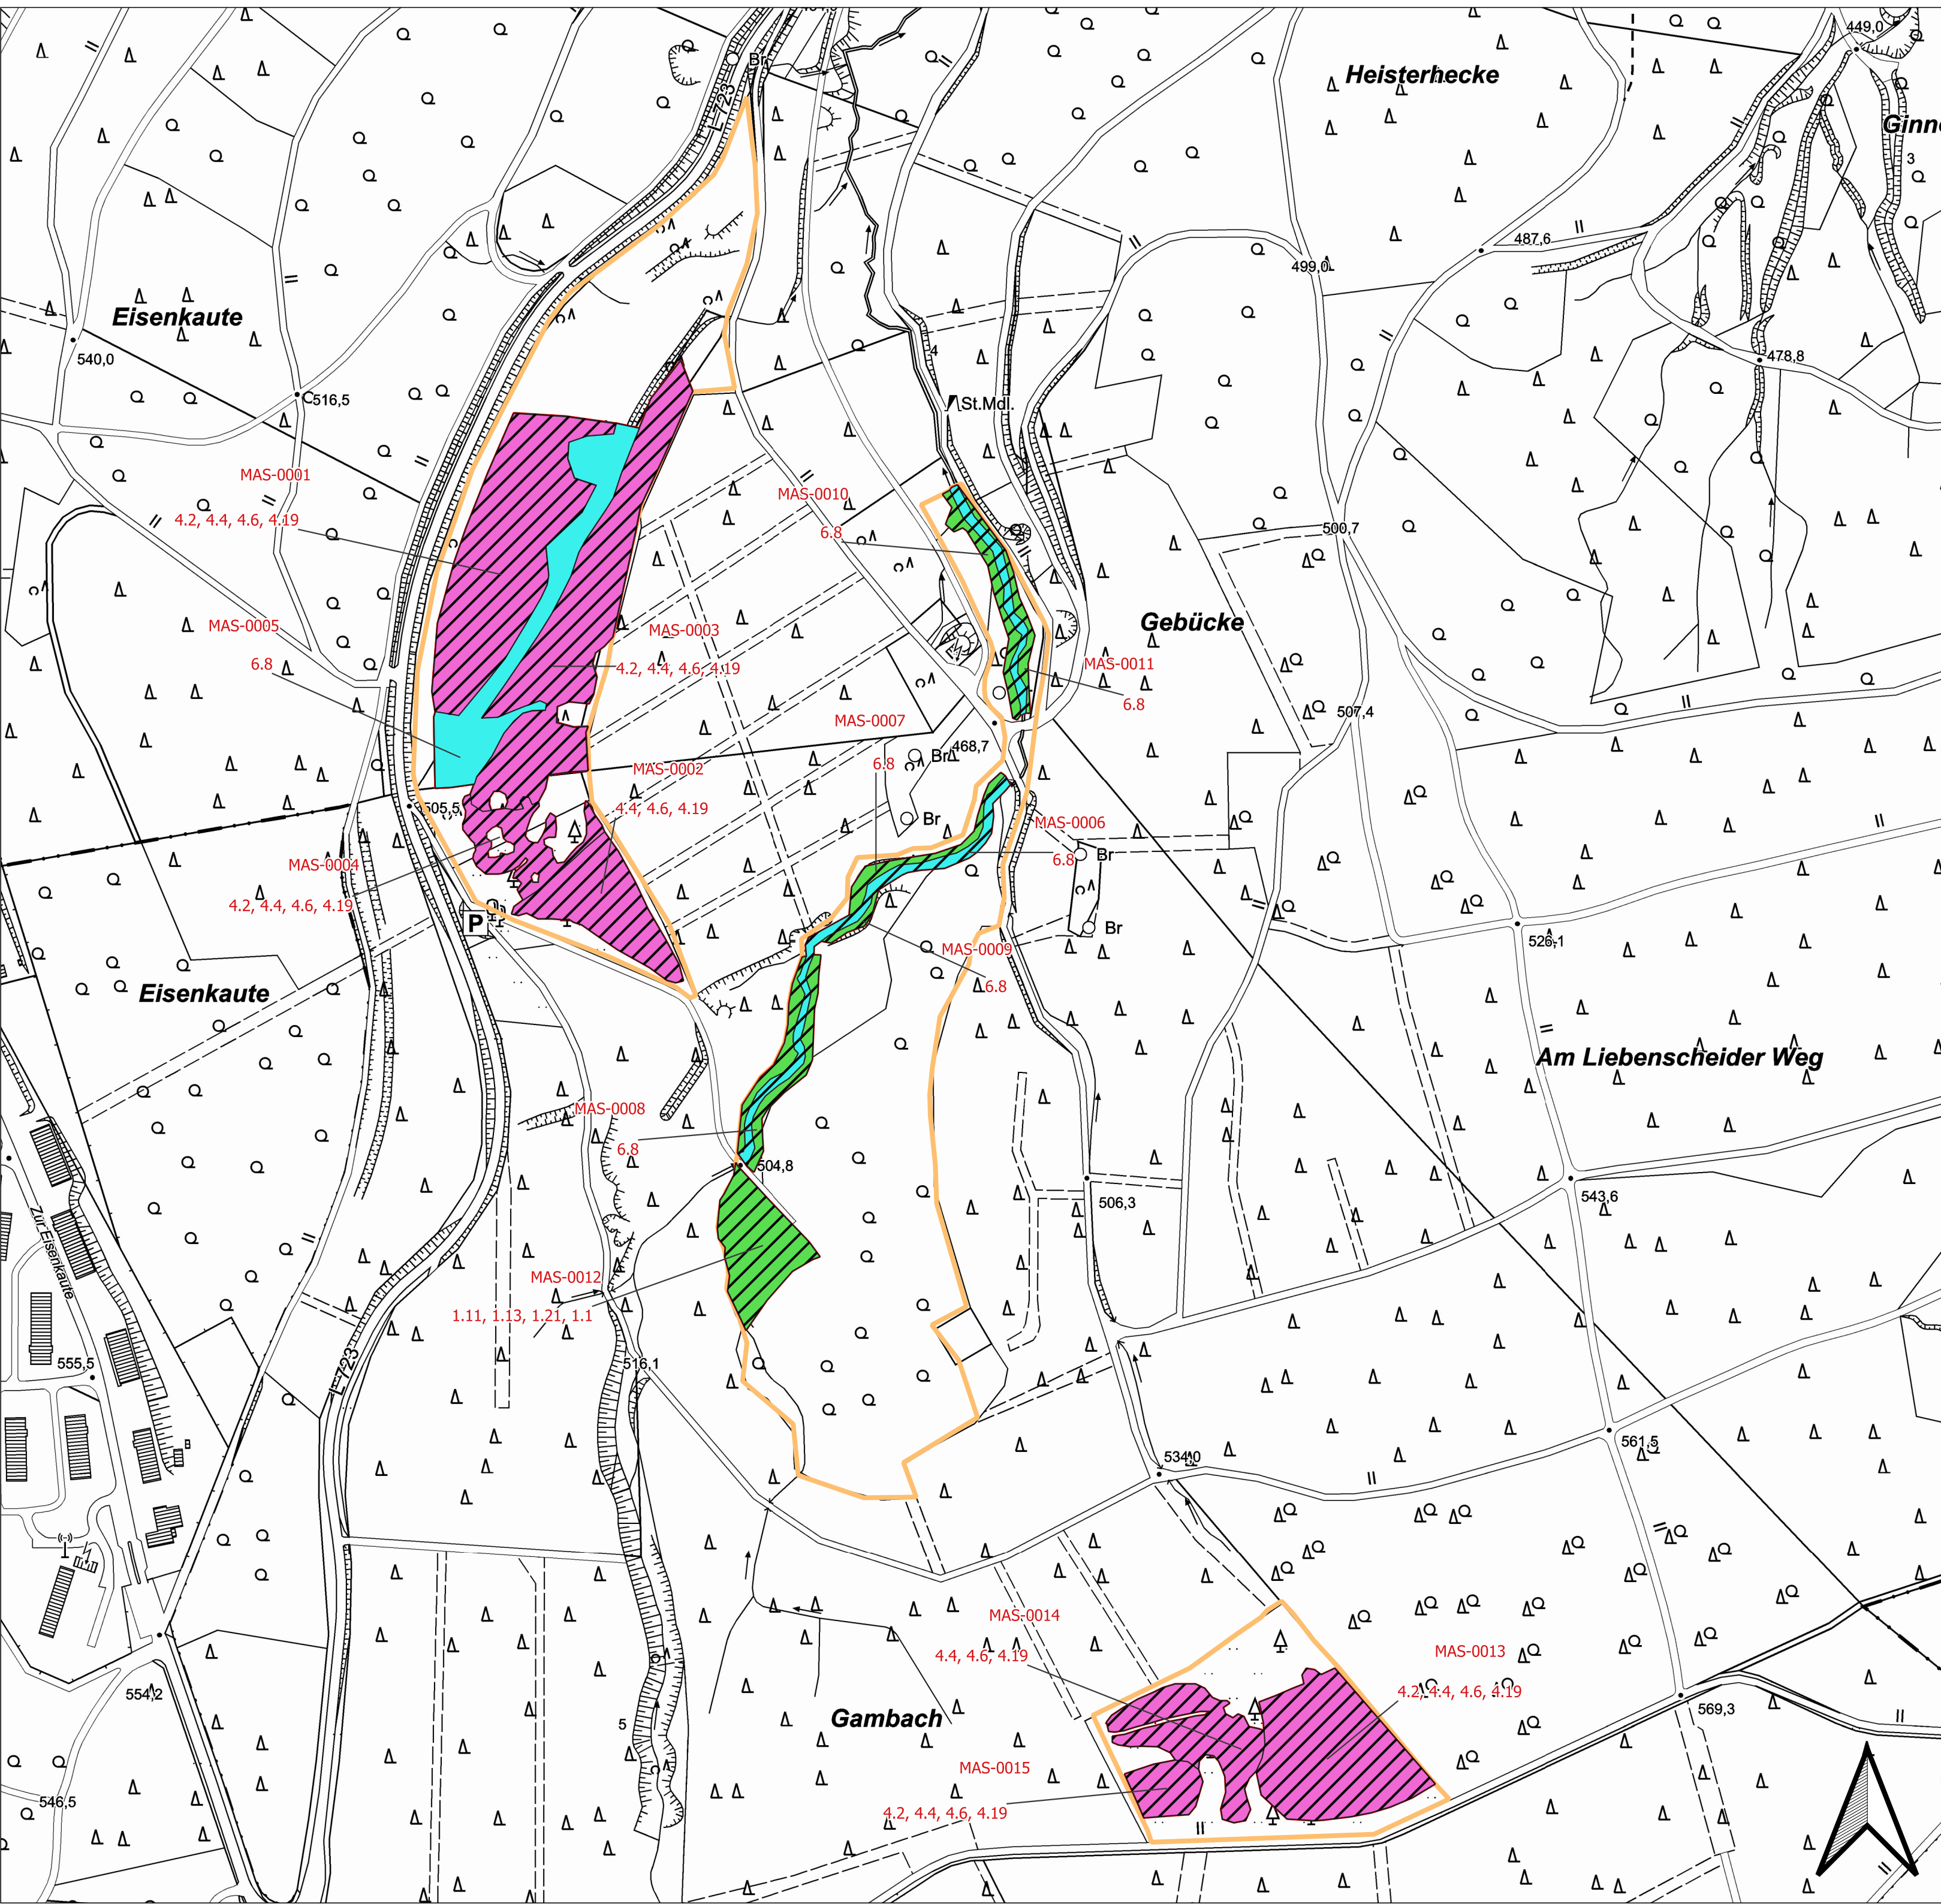 449,0
Br
L 723
Heisterhecke
Ginn
3
487,6
499,0
Eisenkaute
540,0
4
478,8
516,5
St.Mdl.
MAS-0001
4.2, 4.4, 4.6, 4.19
MAS-0010
6.8
500,7
MAS-0005
6.8
MAS-0003
4.2, 4.4, 4.6, 4.19
Gebücke
MAS-0011
6.8
507,4
MAS-0007
6.8
468,7
Br
MAS-0002
4.4, 4.6, 4.19
505,5
Br
MAS-0006
6.8
Br
MAS-0004
4.2, 4.4, 4.6, 4.19
P
Br
MAS-0009
6.8
526,1
Eisenkaute
Am Liebenscheider Weg
MAS-0008
6.8
504,8
506,3
543,6
Zur Eisenkaute
MAS-0012
1.11, 1.13, 1.21, 1.1
555,5
L 723
516,1
534,0
561,5
MAS-0014
4.4, 4.6, 4.19
MAS-0013
4.2, 4.4, 4.6, 4.19
554,2
5
Gambach
569,3
MAS-0015
4.2, 4.4, 4.6, 4.19
546,5